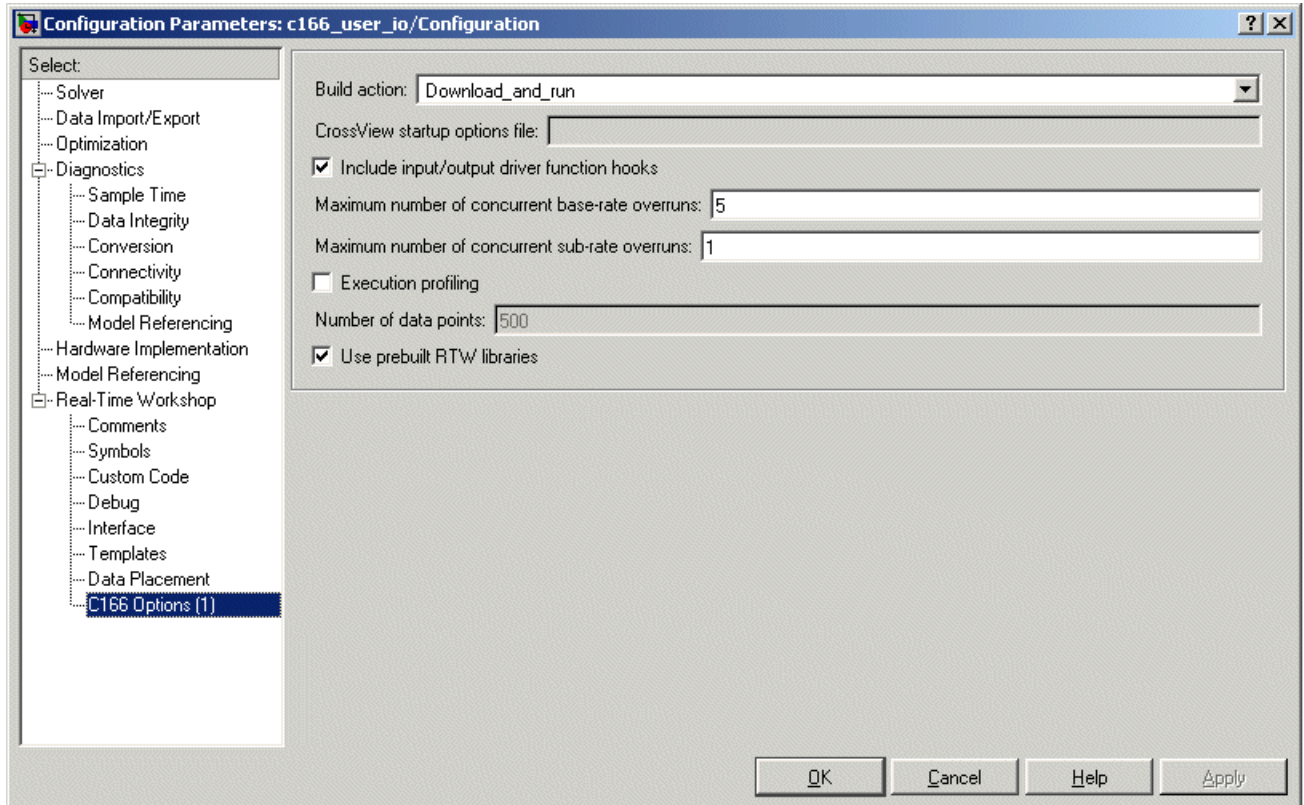 Configuration Parameters: c166_user_io/Configuration
Select:
Solver
Data Import/Export
Optimization
Diagnostics
Sample Time
Data Integrity
Conversion
Connectivity
Compatibility
Model Referencing
Hardware Implementation
Model Referencing
Real-Time Workshop
Comments
Symbols
Custom Code
Debug
Interface
Templates
Data Placement
C166 Options (1)
Build action: Download_and_run
CrossView startup options file:
Include input/output driver function hooks
Maximum number of concurrent base-rate overruns: 5
Maximum number of concurrent sub-rate overruns: 1
Execution profiling
Number of data points: 500
Use prebuilt RTW libraries
OK Cancel Help Apply